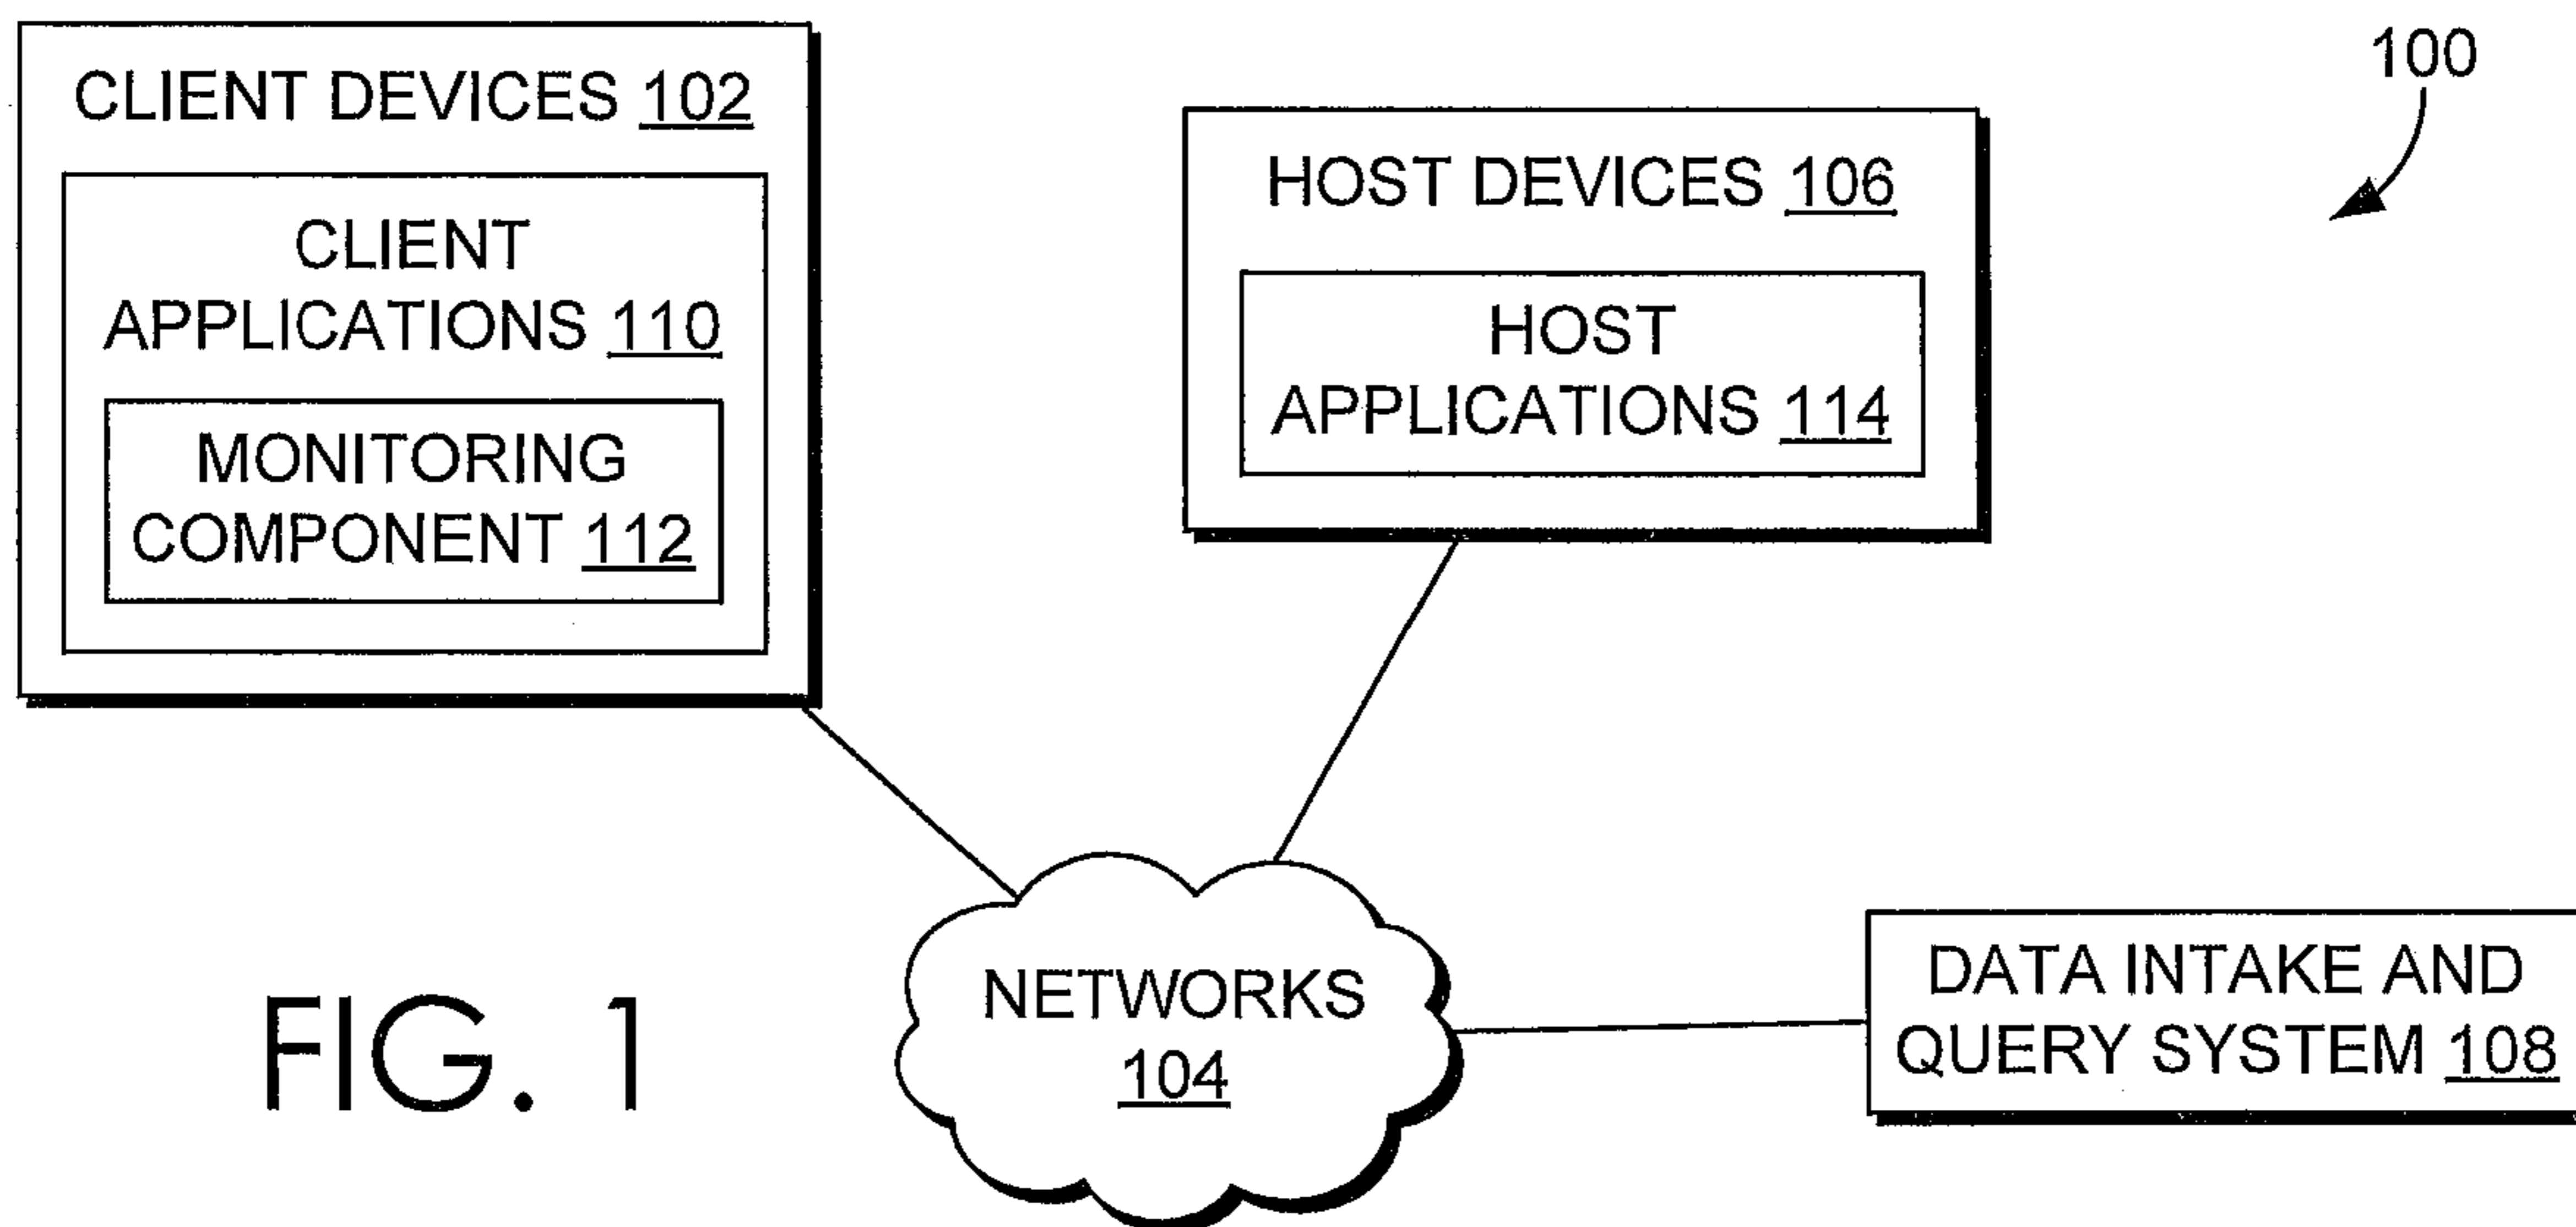 100
CLIENT DEVICES 102
CLIENT
APPLICATIONS 110
MONITORING
COMPONENT 112
HOST DEVICES 106
HOST
APPLICATIONS 114
NETWORKS
104
DATA INTAKE AND
QUERY SYSTEM 108
FIG. 1